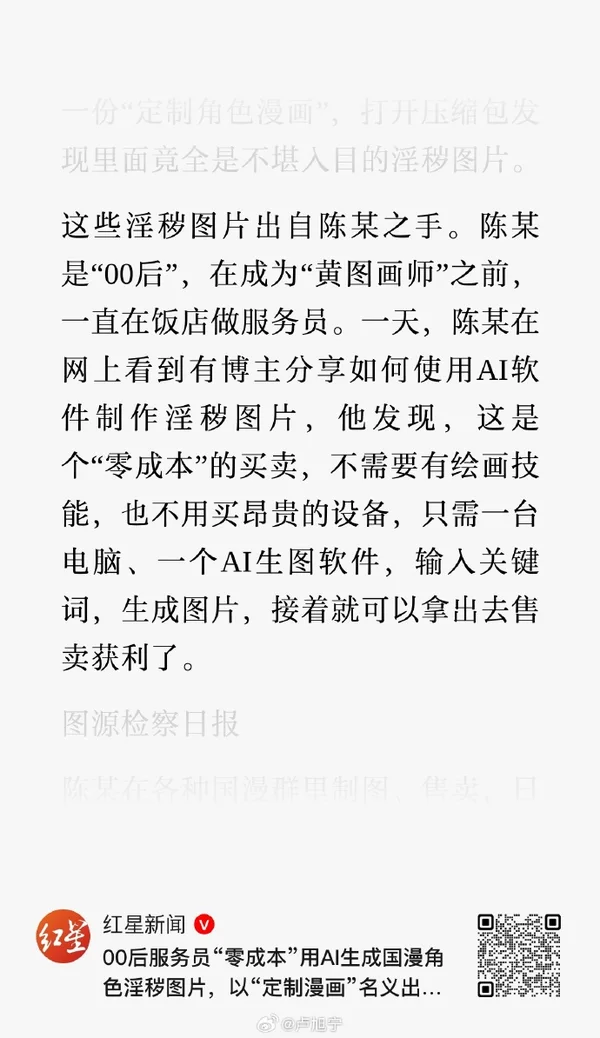 一份“定制角色漫画”，打开压缩包发
现里面竟全是不堪入目的淫秽图片。
这些淫秽图片出自陈某之手。陈某
是“00后”，在成为“黄图画师”之前，
一直在饭店做服务员。一天，陈某在
网上看到有博主分享如何使用AI软
件制作淫秽图片，他发现，这是
个“零成本”的买卖，不需要有绘画技
能，也不用买昂贵的设备，只需一台
电脑、一个AI生图软件，输入关键
词，生成图片，接着就可以拿出去售
卖获利了。
图源检察日报
陈某在各种国漫群里制图、售卖，日
红星
红星新闻
00后服务员“零成本”用AI生成国漫角
色淫秽图片，以“定制漫画”名义出...
@卢旭宁